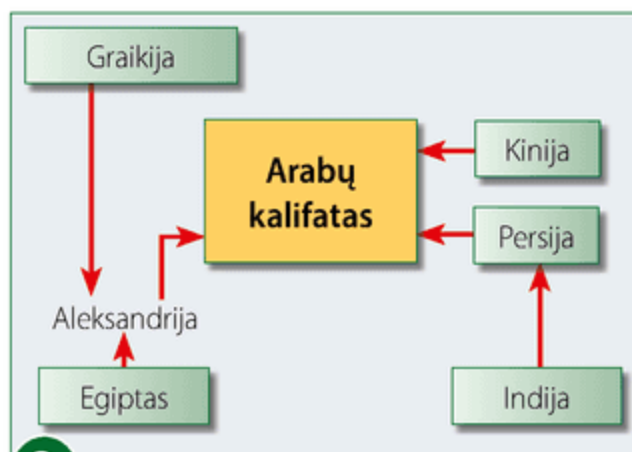 Graikija
Arabų
kalifatas
Kinija
Persija
Aleksandrija
Egiptas
Indija